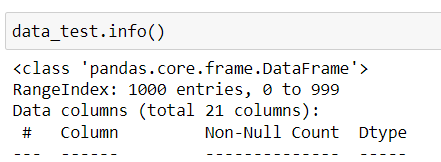 data_test.info()
<class 'pandas.core.frame.DataFrame'>
RangeIndex: 1000 entries, 0 to 999
Data columns (total 21 columns):
 #   Column          Non-Null Count  Dtype
---  ------          --------------  -----